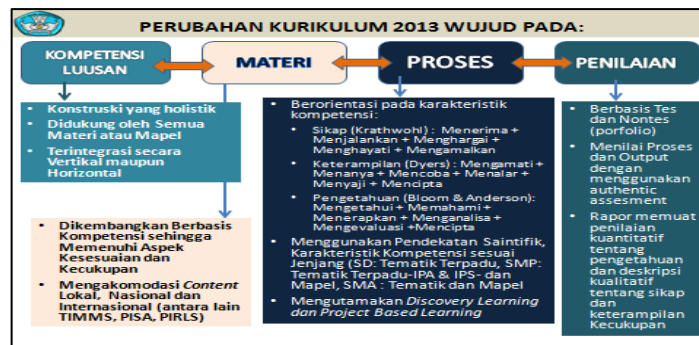 PERUBAHAN KURIKULUM 2013 WUJUD PADA:
KOMPETENSI
LUUSAN
MATERI
PROSES
PENILAIAN
• Konstruski yang holistik
• Didukung oleh Semua
Materi atau Mapel
• Terintegrasi secara
Vertikal maupun
Horizontal
• Dikembangkan Berbasis
Kompetensi sehingga
Memenuhi Aspek
Kesesuaian dan
Kecukupan
• Mengakomodasi Content
Lokal, Nasional dan
Internasional (antara lain
TIMMS, PISA, PIRLS)
• Berorientasi pada karakteristik
kompetensi:
• Sikap (Krathwohl) : Menerima +
Menjalankan + Menghargai +
Menghayati + Mengamalkan
• Keterampilan (Dyers) : Mengamati +
Menanya + Mencoba + Menalar +
Menyaji + Mencipta
• Pengetahuan (Bloom & Anderson):
Mengetahui + Memahami +
Menerapkan + Menganalisa +
Mengevaluasi +Mencipta
• Menggunakan Pendekatan Saintifik,
Karakteristik Kompetensi sesuai
Jenjang (SD: Tematik Terpadu, SMP:
Tematik Terpadu-IPA & IPS- dan
Mapel, SMA : Tematik dan Mapel
• Mengutamakan Discovery Learning
dan Project Based Learning
• Berbasis Tes
dan Nontes
(porfolio)
• Menilai Proses
dan Output
dengan
menggunakan
authentic
assesment
• Rapor memuat
penilaian
kuantitatif
tentang
pengetahuan
dan deskripsi
kualitatif
tentang sikap
dan
keterampilan
Kecukupan